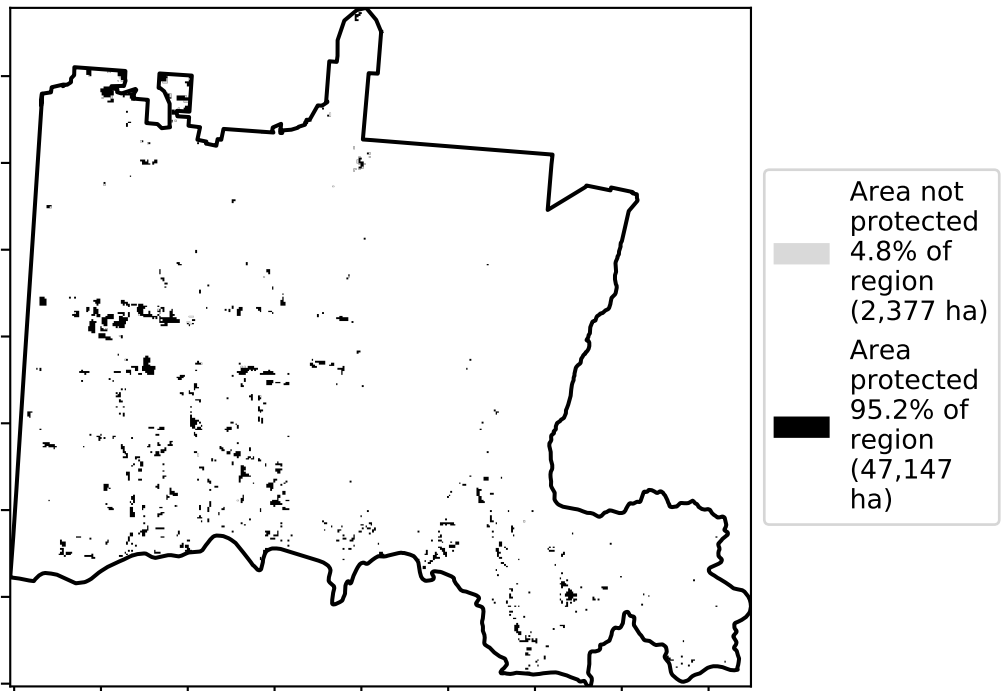 Area not
protected
4.8% of
region
(2,377 ha)
Area
protected
95.2% of
region
(47,147
ha)